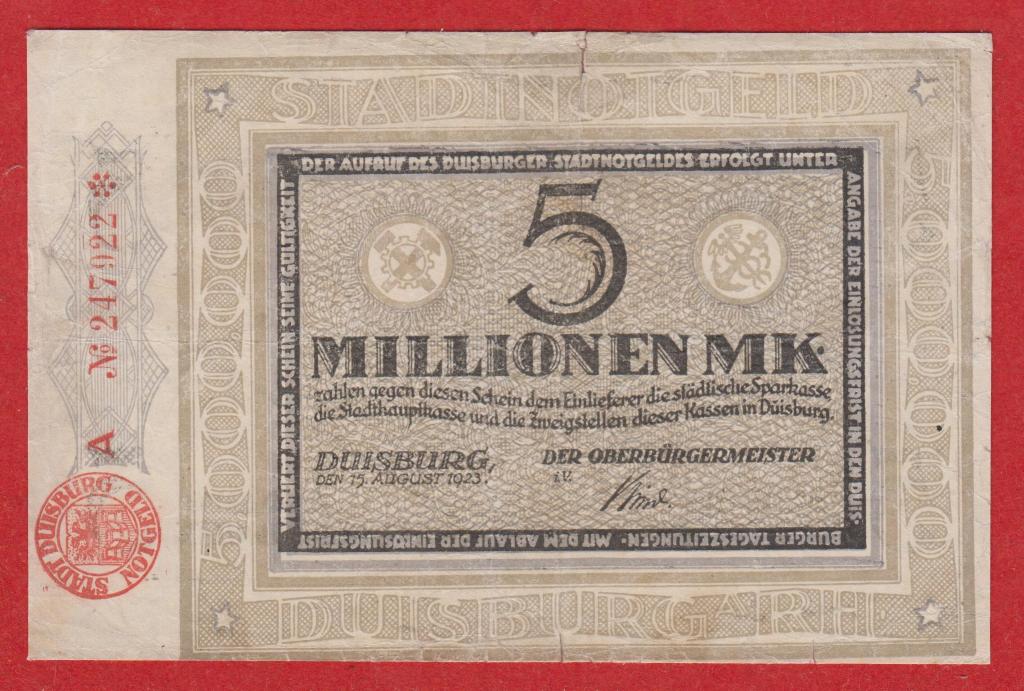 STADTNOTGELD
5000000
5000000
DER AUFRUF DES DUISBURGER STADTNOTGELDES ERFOLGT UNTER
ANGABE DER EINLÖSUNGSFRIST IN DEN DUIS-
BURGER TAGESZEITUNGEN · MIT DEM ABLAUF DER EINLÖSUNGSFRIST
VERLIERT DIESER SCHEIN SEINE GÜLTIGKEIT
5
MILLIONEN MK.
zahlen gegen diesen Schein dem Einlieferer die städtische Sparkasse
die Stadthauptkasse und die Zweigstellen dieser Kassen in Duisburg.
DUISBURG,
DEN 15. AUGUST 1923.
DER OBERBÜRGERMEISTER
i.V.
DUISBURG A RH
A № 247022 *
STADT DUISBURG NOTGELD